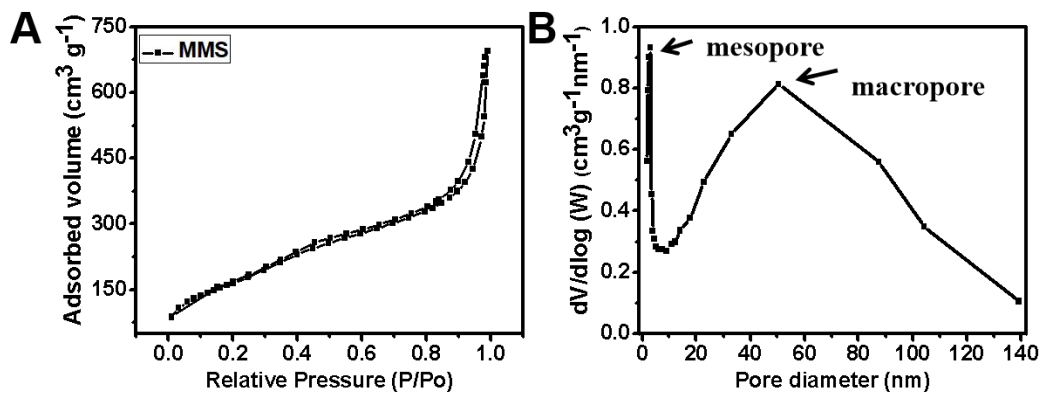 A
MMS
750
600
450
300
150
0.0 0.2 0.4 0.6 0.8 1.0
Adsorbed volume (cm³ g⁻¹)
Relative Pressure (P/Po)
B
mesopore
macropore
1.0
0.8
0.6
0.4
0.2
0.0
0 20 40 60 80 100 120 140
dV/dlog (W) (cm³g⁻¹nm⁻¹)
Pore diameter (nm)